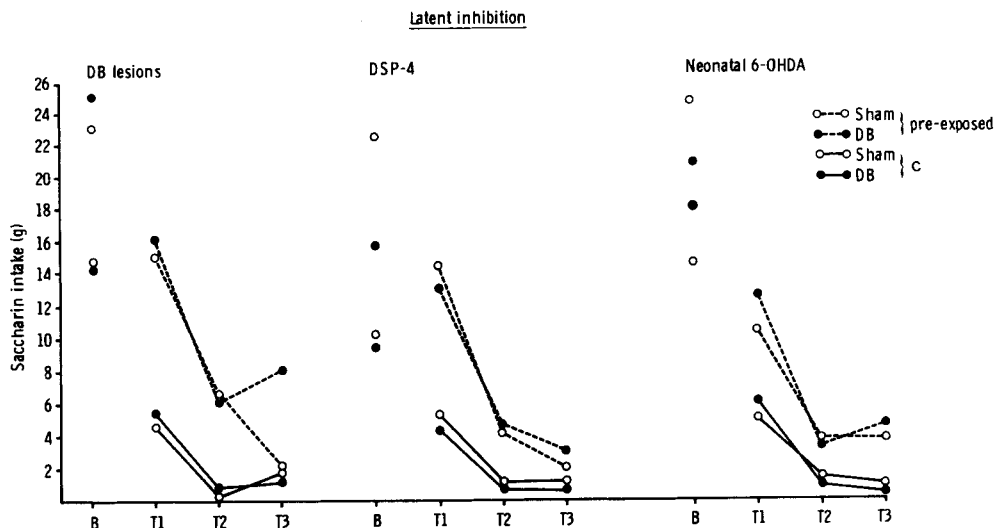 Latent inhibition
DB lesions
DSP-4
Neonatal 6-OHDA
Sham
DB
pre-exposed
Sham
DB
C
Saccharin intake (g)
26
24
22
20
18
16
14
12
10
8
6
4
2
B T1 T2 T3 B T1 T2 T3 B T1 T2 T3